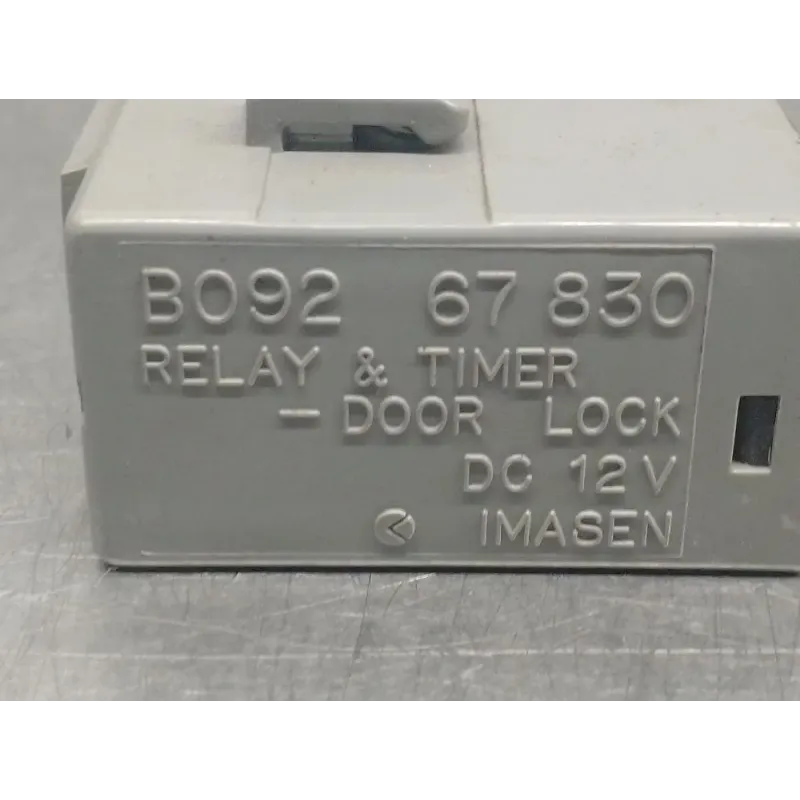 B092 67 830
RELAY & TIMER
- DOOR LOCK
DC 12V
IMASEN